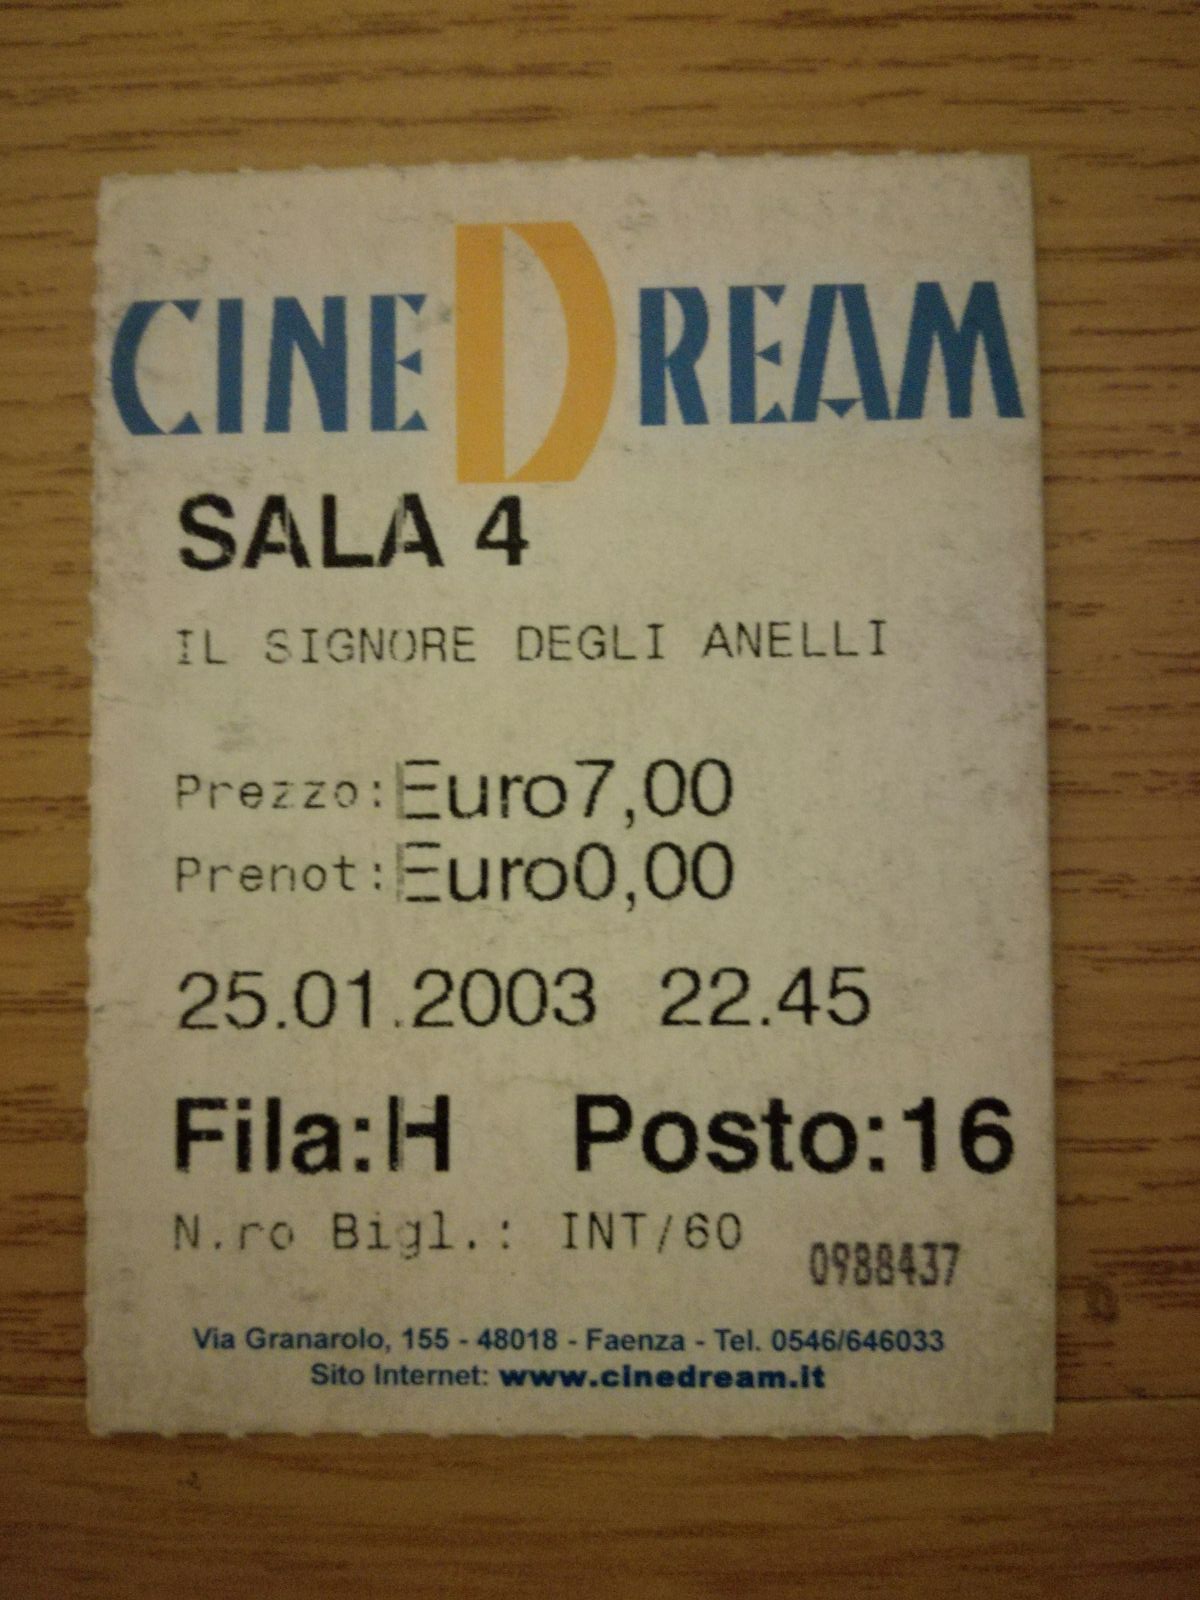 CINEDREAM
SALA 4
IL SIGNORE DEGLI ANELLI
Prezzo: Euro7,00
Prenot: Euro0,00
25.01.2003 22.45
Fila:H Posto:16
N.ro Bigl.: INT/60
0988437
Via Granarolo, 155 - 48018 - Faenza - Tel. 0546/646033
Sito Internet: www.cinedream.it